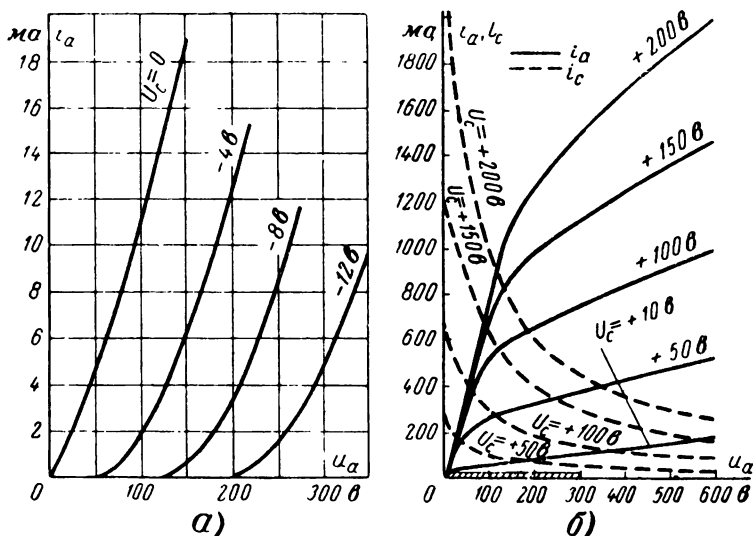 ма iа
18
16
14
12
10
8
6
4
2
0 100 200 300 в
uа
Uс=0
-4в
-8в
-12в
а)
ма iа, iс
1800
1600
1400
1200
1000
800
600
400
200
0 100 200 300 400 500 600 в
uа
iа
iс
+200в
+150в
+100в
Uс=+10в
+50в
Uс=+200в
Uс=+150в
Uс=+100в
Uс=+50в
б)